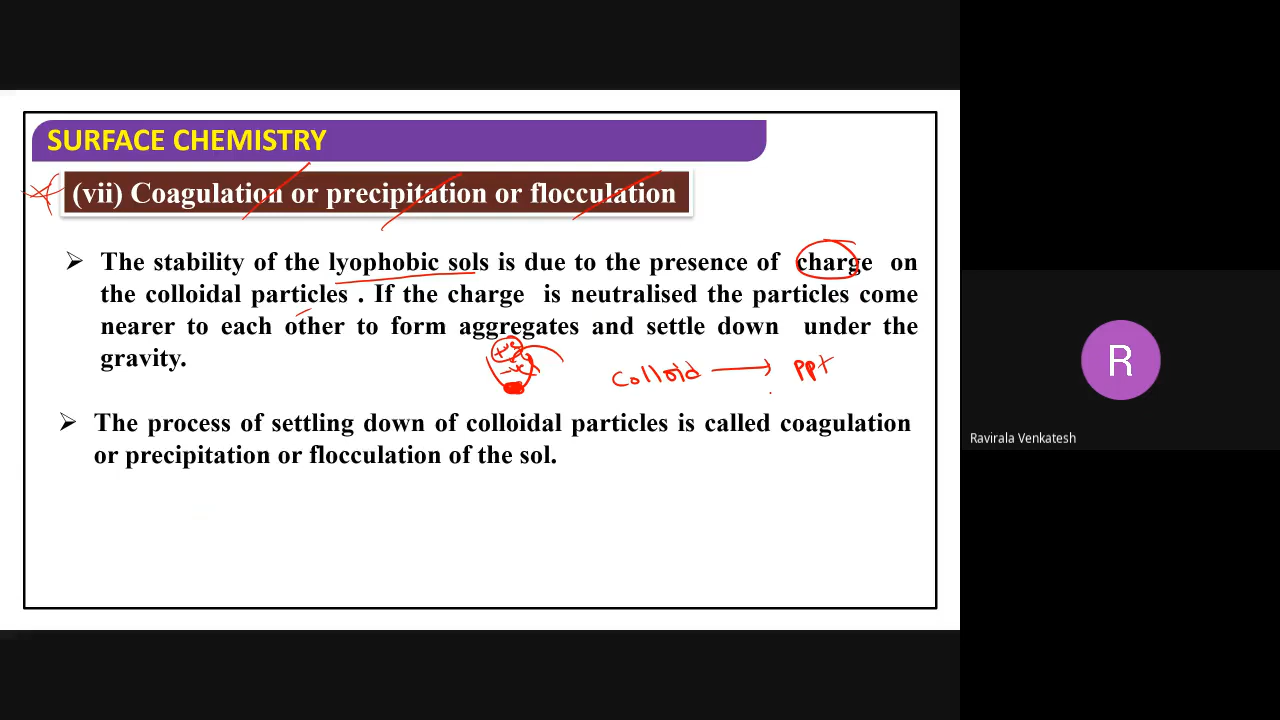 SURFACE CHEMISTRY
(vii) Coagulation or precipitation or flocculation
➢ The stability of the lyophobic sols is due to the presence of charge on
the colloidal particles . If the charge is neutralised the particles come
nearer to each other to form aggregates and settle down under the
gravity.
+ve
-ve
Colloid → ppt
➢ The process of settling down of colloidal particles is called coagulation
or precipitation or flocculation of the sol.
R
Ravirala Venkatesh